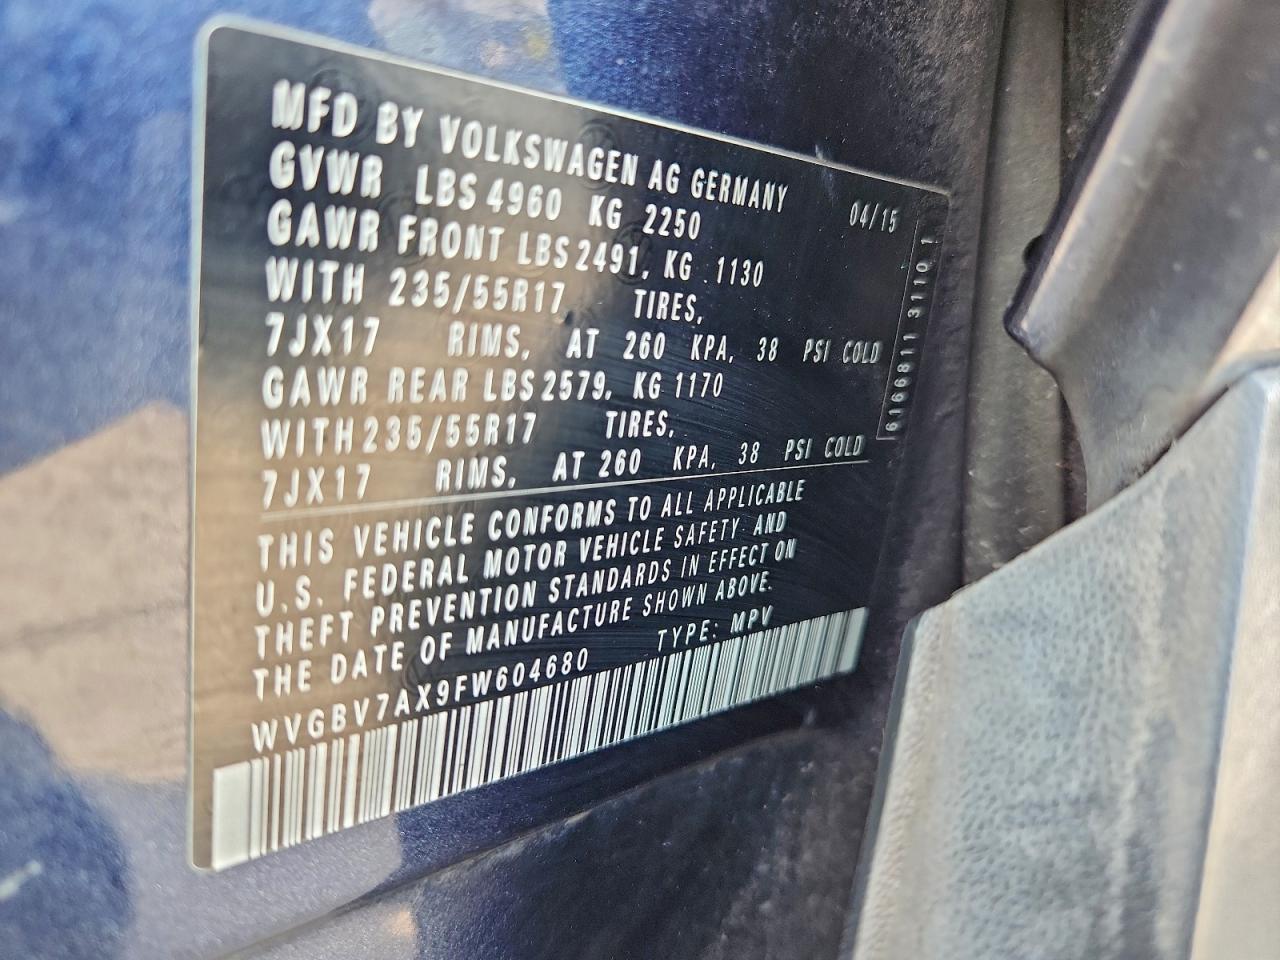 MFD BY VOLKSWAGEN AG GERMANY
GVWR LBS 4960 KG 2250 04/15
GAWR FRONT LBS 2491, KG 1130
WITH 235/55R17 TIRES,
7JX17 RIMS, AT 260 KPA, 38 PSI COLD
GAWR REAR LBS 2579, KG 1170
WITH 235/55R17 TIRES,
7JX17 RIMS, AT 260 KPA, 38 PSI COLD
6166811 3110 1
THIS VEHICLE CONFORMS TO ALL APPLICABLE
U.S. FEDERAL MOTOR VEHICLE SAFETY AND
THEFT PREVENTION STANDARDS IN EFFECT ON
THE DATE OF MANUFACTURE SHOWN ABOVE.
WVGBV7AX9FW604680 TYPE: MPV